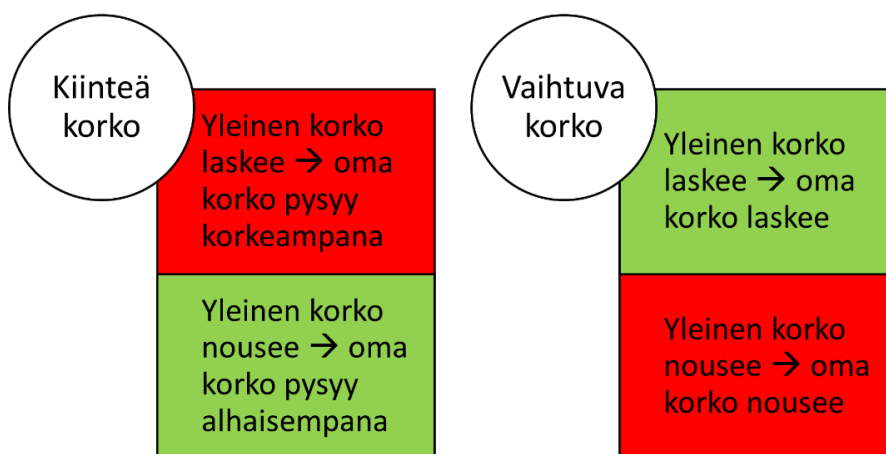 Kiinteä
korko
Yleinen korko
laskee → oma
korko pysyy
korkeampana
Yleinen korko
nousee → oma
korko pysyy
alhaisempana
Vaihtuva
korko
Yleinen korko
laskee → oma
korko laskee
Yleinen korko
nousee → oma
korko nousee